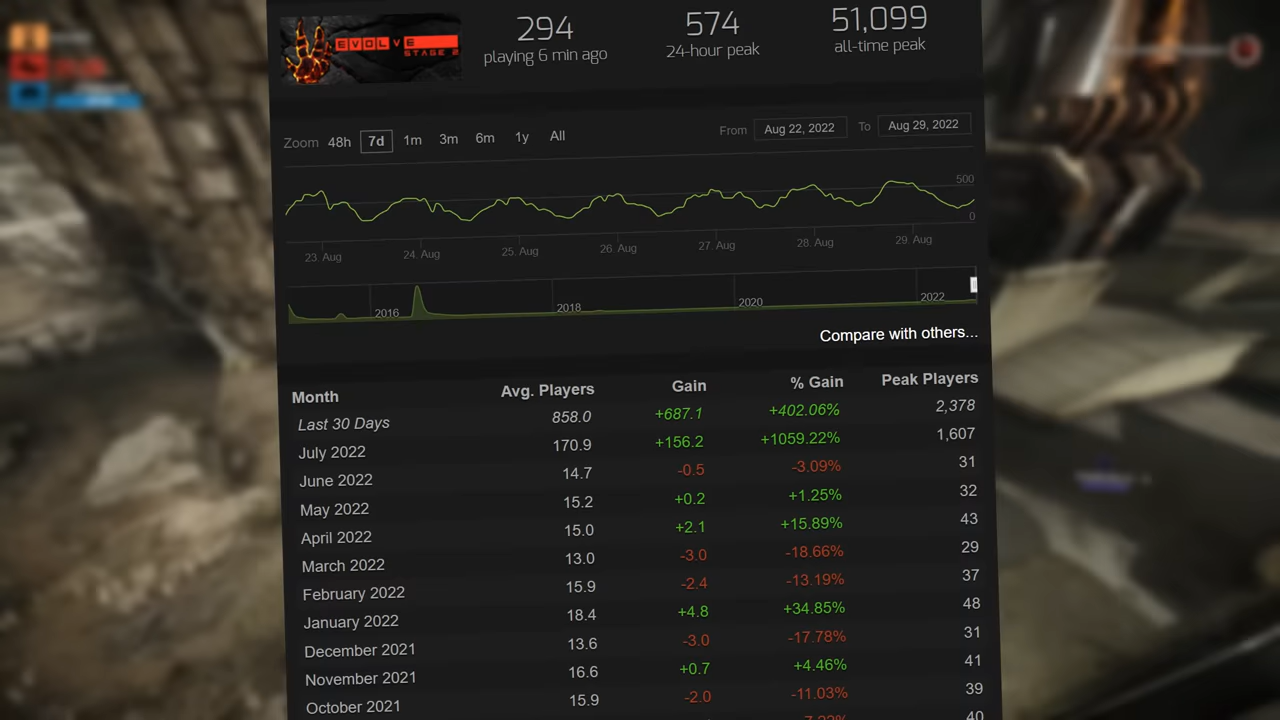 EVOLVE
STAGE 2
294
playing 6 min ago
574
24-hour peak
51,099
all-time peak
Zoom 48h 7d 1m 3m 6m 1y All
From Aug 22, 2022 To Aug 29, 2022
500
0
23. Aug 24. Aug 25. Aug 26. Aug 27. Aug 28. Aug 29. Aug
2016 2018 2020 2022
Compare with others...
Month Avg. Players Gain % Gain Peak Players
Last 30 Days 858.0 +687.1 +402.06% 2,378
July 2022 170.9 +156.2 +1059.22% 1,607
June 2022 14.7 -0.5 -3.09% 31
May 2022 15.2 +0.2 +1.25% 32
April 2022 15.0 +2.1 +15.89% 43
March 2022 13.0 -3.0 -18.66% 29
February 2022 15.9 -2.4 -13.19% 37
January 2022 18.4 +4.8 +34.85% 48
December 2021 13.6 -3.0 -17.78% 31
November 2021 16.6 +0.7 +4.46% 41
October 2021 15.9 -2.0 -11.03% 39
40